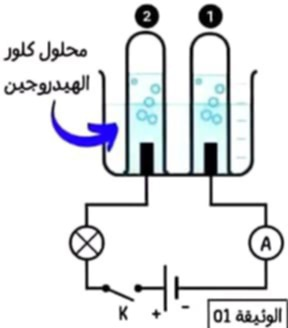 2 1
محلول كلور
الهيدروجين
A
K + -
الوثيقة 01